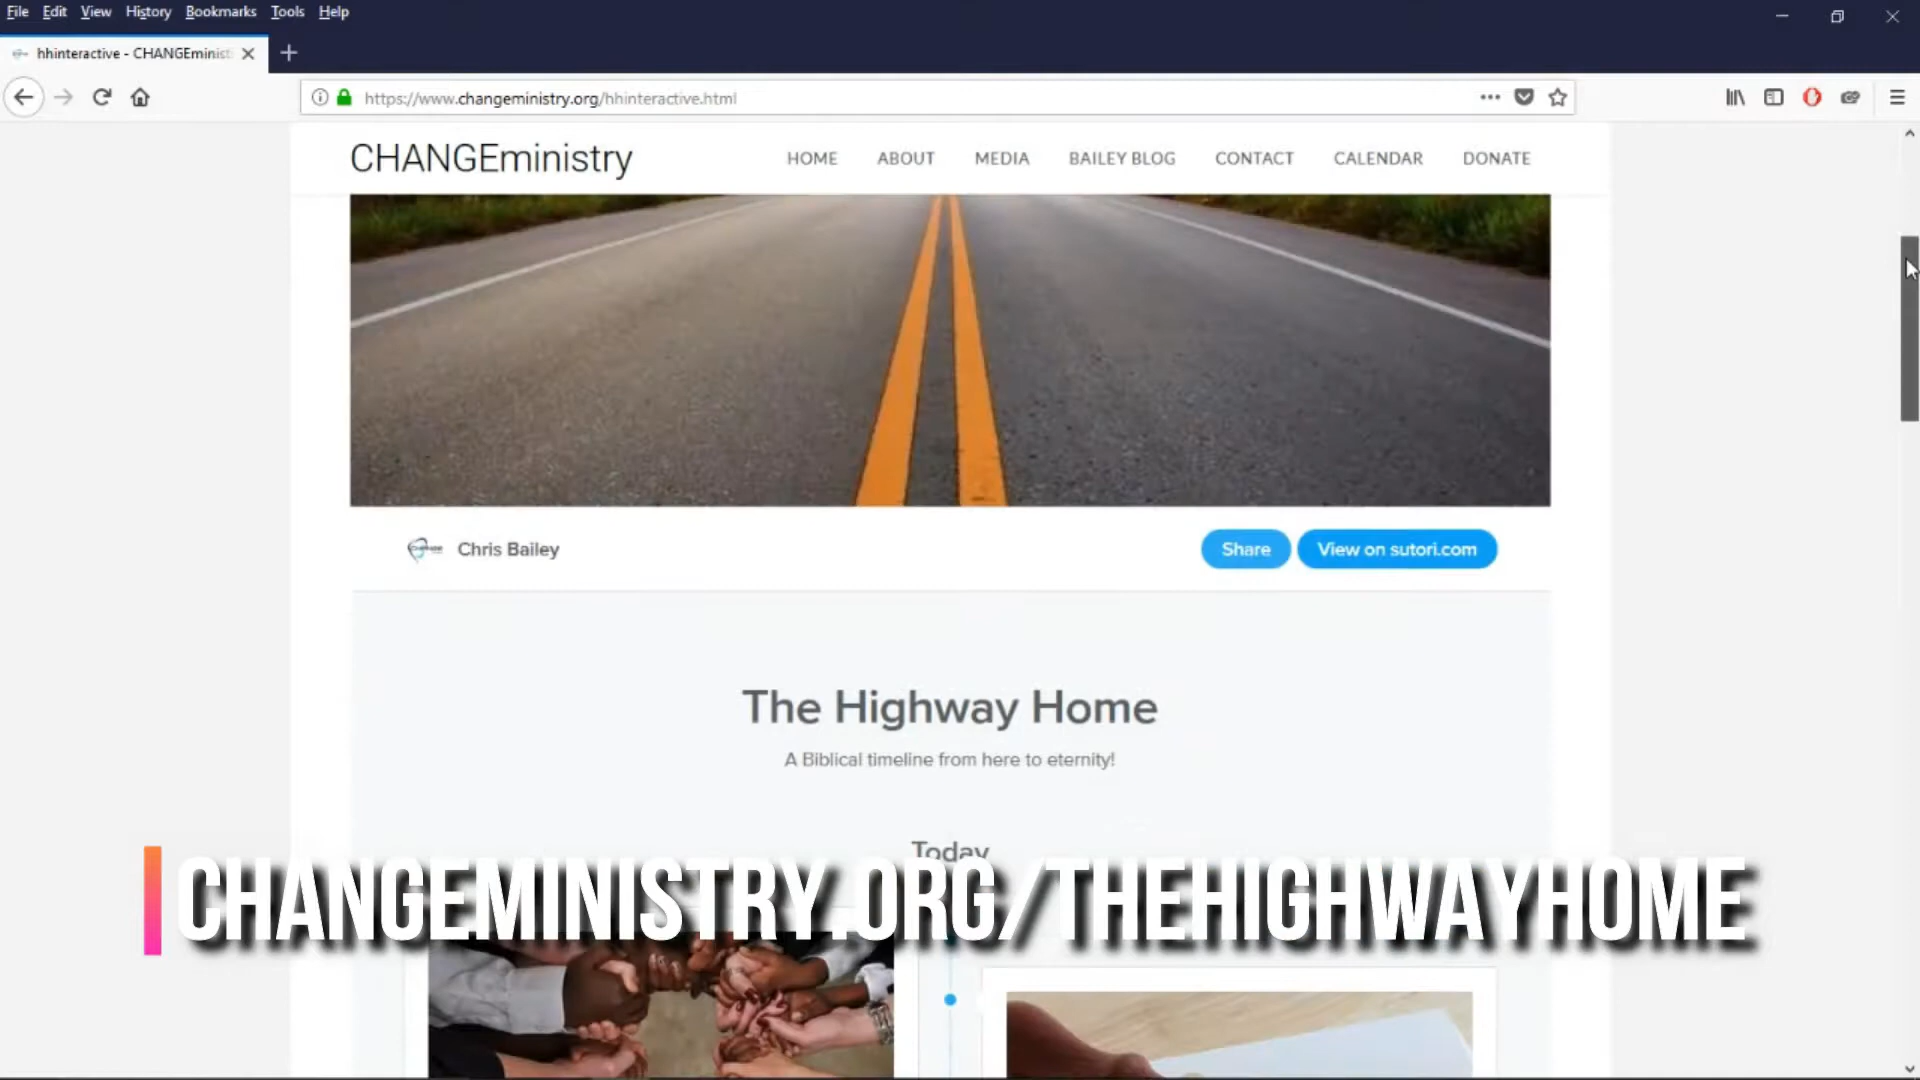 File Edit View History Bookmarks Tools Help
hhinteractive - CHANGEminist
https://www.changeministry.org/hhinteractive.html
CHANGEministry
HOME ABOUT MEDIA BAILEY BLOG CONTACT CALENDAR DONATE
Chris Bailey
Share View on sutori.com
The Highway Home
A Biblical timeline from here to eternity!
Today
CHANGEMINISTRY.ORG/THEHIGHWAYHOME